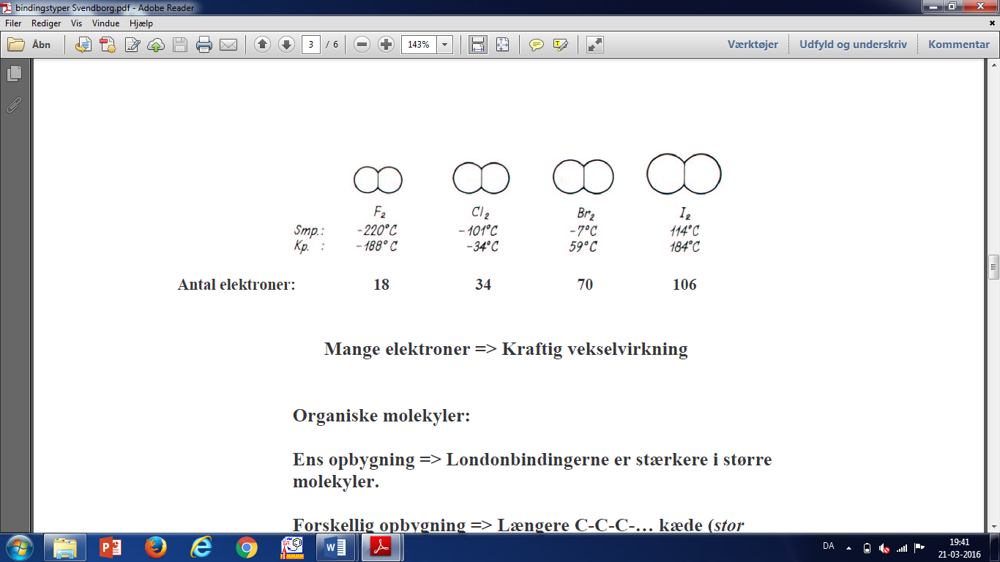 bindingstyper Svendborg.pdf - Adobe Reader
Filer Rediger Vis Vindue Hjælp
Åbn 3 / 6 143% Værktøjer Udfyld og underskriv Kommentar
F2 Cl2 Br2 I2
Smp.: -220°C -101°C -7°C 114°C
Kp. : -188°C -34°C 59°C 184°C
Antal elektroner: 18 34 70 106
Mange elektroner => Kraftig vekselvirkning
Organiske molekyler:
Ens opbygning => Londonbindingerne er stærkere i større
molekyler.
Forskellig opbygning => Længere C-C-C-… kæde (stor
DA 19:41
21-03-2016